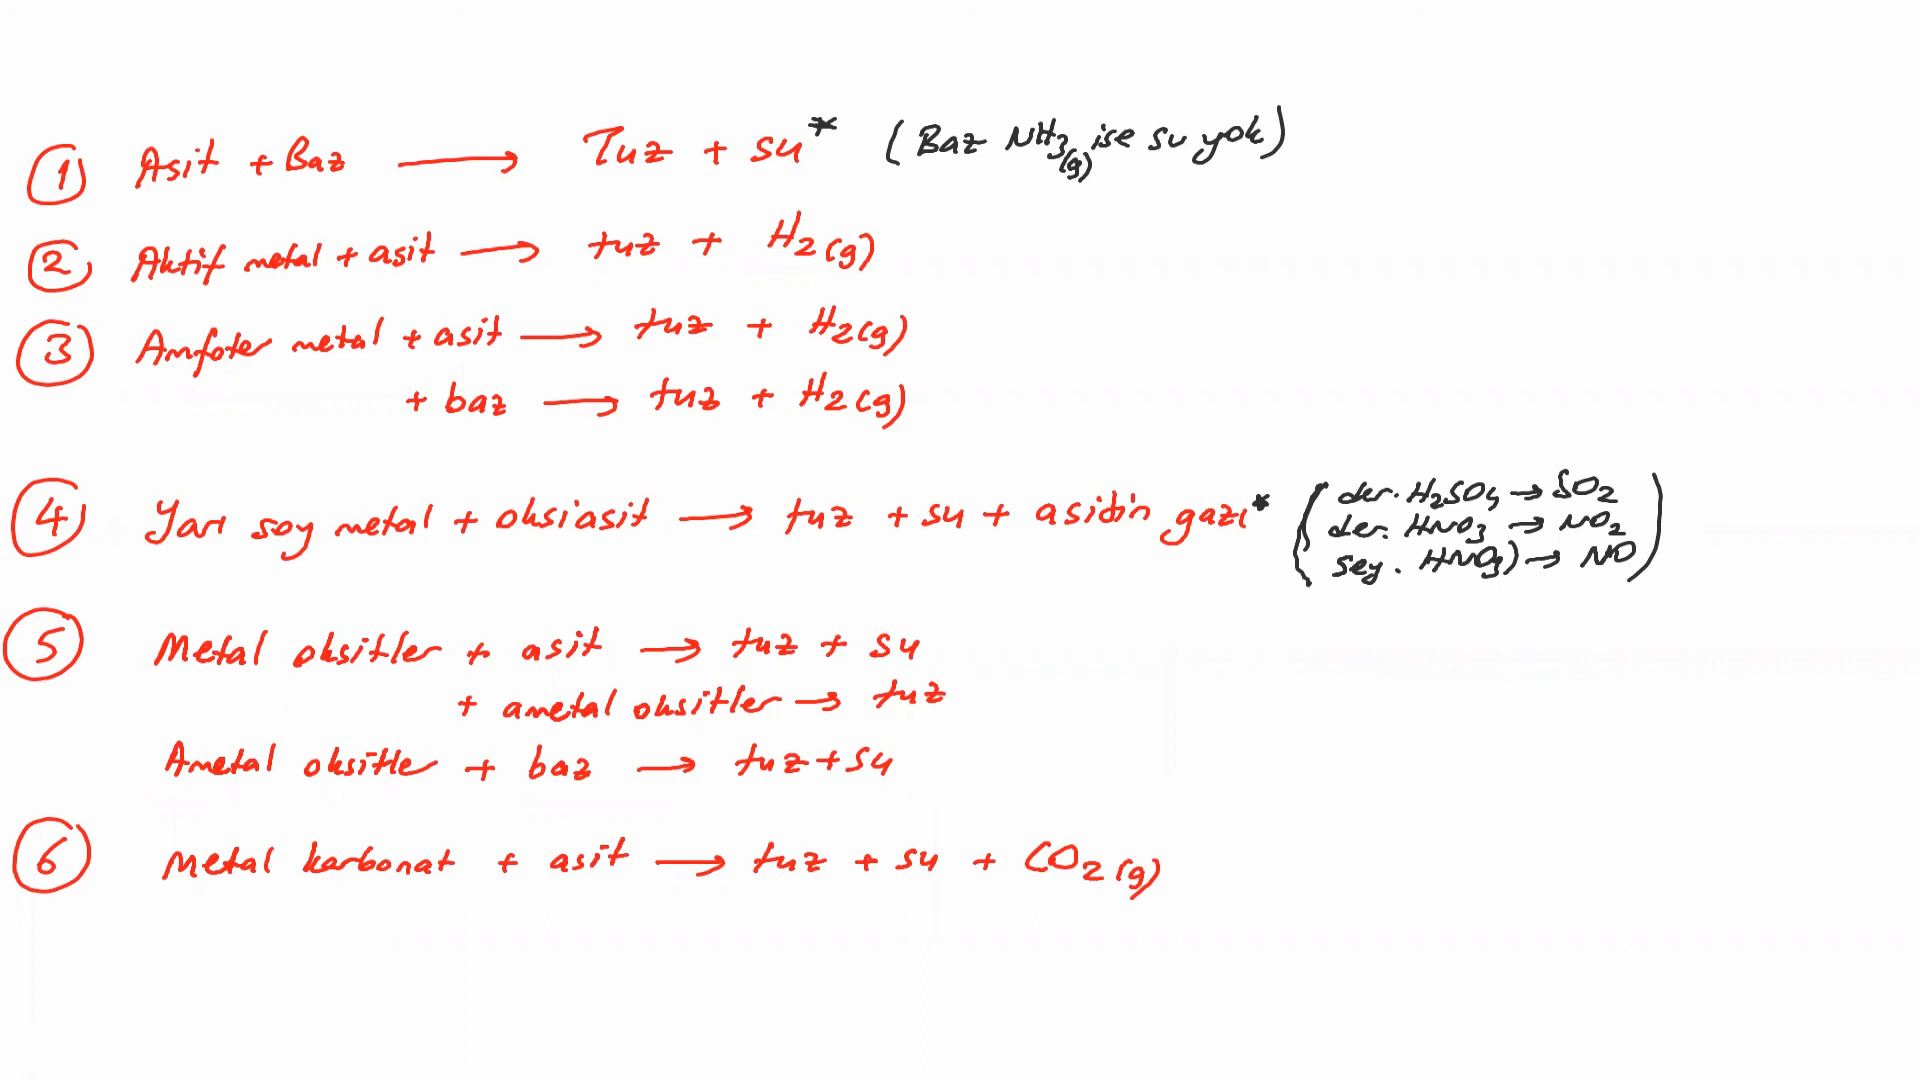 ① Asit + Baz → Tuz + su* (Baz NH₃(g) ise su yok)
② Aktif metal + asit → tuz + H₂(g)
③ Amfoter metal + asit → tuz + H₂(g)
+ baz → tuz + H₂(g)
④ Yarı soy metal + oksiasit → tuz + su + asidin gazı*
(der. H₂SO₄ → SO₂
der. HNO₃ → NO₂
sey. HNO₃) → NO)
⑤ Metal oksitler + asit → tuz + su
+ ametal oksitler → tuz
Ametal oksitler + baz → tuz + su
⑥ Metal karbonat + asit → tuz + su + CO₂(g)